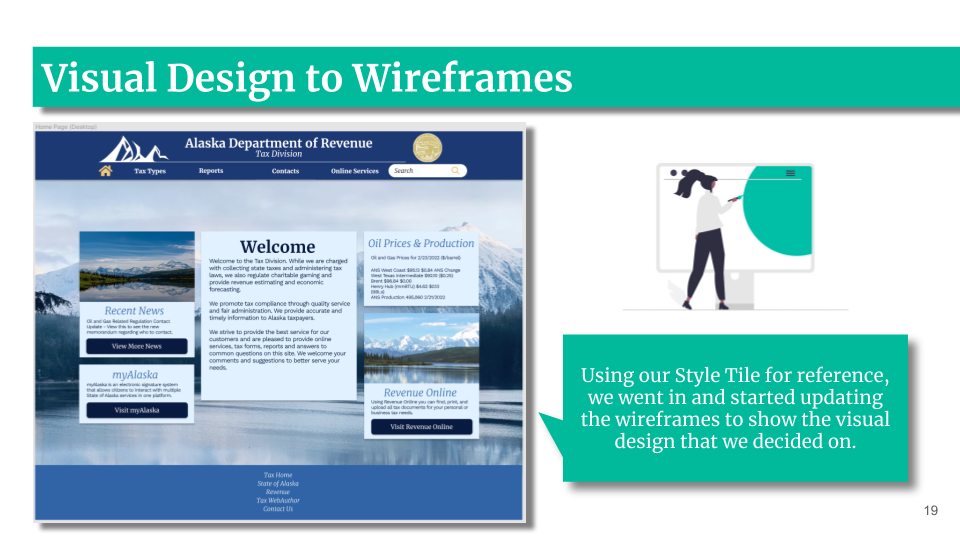 Visual Design to Wireframes
Home Page (Desktop)
Alaska Department of Revenue
Tax Division
Tax Types
Reports
Contacts
Online Services
Search
Recent News
Oil and Gas Related Regulation Contact
Update - View this to see the new
memorandum regarding who to contact.
View More News
myAlaska
myAlaska is an electronic signature system
that allows citizens to interact with multiple
State of Alaska services in one platform.
Visit myAlaska
Welcome
Welcome to the Tax Division. While we are charged
with collecting state taxes and administering tax
laws, we also regulate charitable gaming and
provide revenue estimating and economic
forecasting.
We promote tax compliance through quality service
and fair administration. We provide accurate and
timely information to Alaska taxpayers.
We strive to provide the best service for our
customers and are pleased to provide online
services, tax forms, reports and answers to
common questions on this site. We welcome your
comments and suggestions to better serve your
needs.
Oil Prices & Production
Oil and Gas Prices for 2/23/2022 ($/barrel)
ANS West Coast $95.13 $0.84 ANS Change
West Texas Intermediate
Brent $96.84 $0.00
Henry Hub (mmBTU) $4.62 $0.13
ANS Production 495,980 2/21/2022
Revenue Online
Using Revenue Online you can find, print, and
upload all tax documents for your personal or
business tax needs.
Visit Revenue Online
Tax Home
State of Alaska
Revenue
Tax WebAuthor
Contact Us
Using our Style Tile for reference,
we went in and started updating
the wireframes to show the visual
design that we decided on.
19